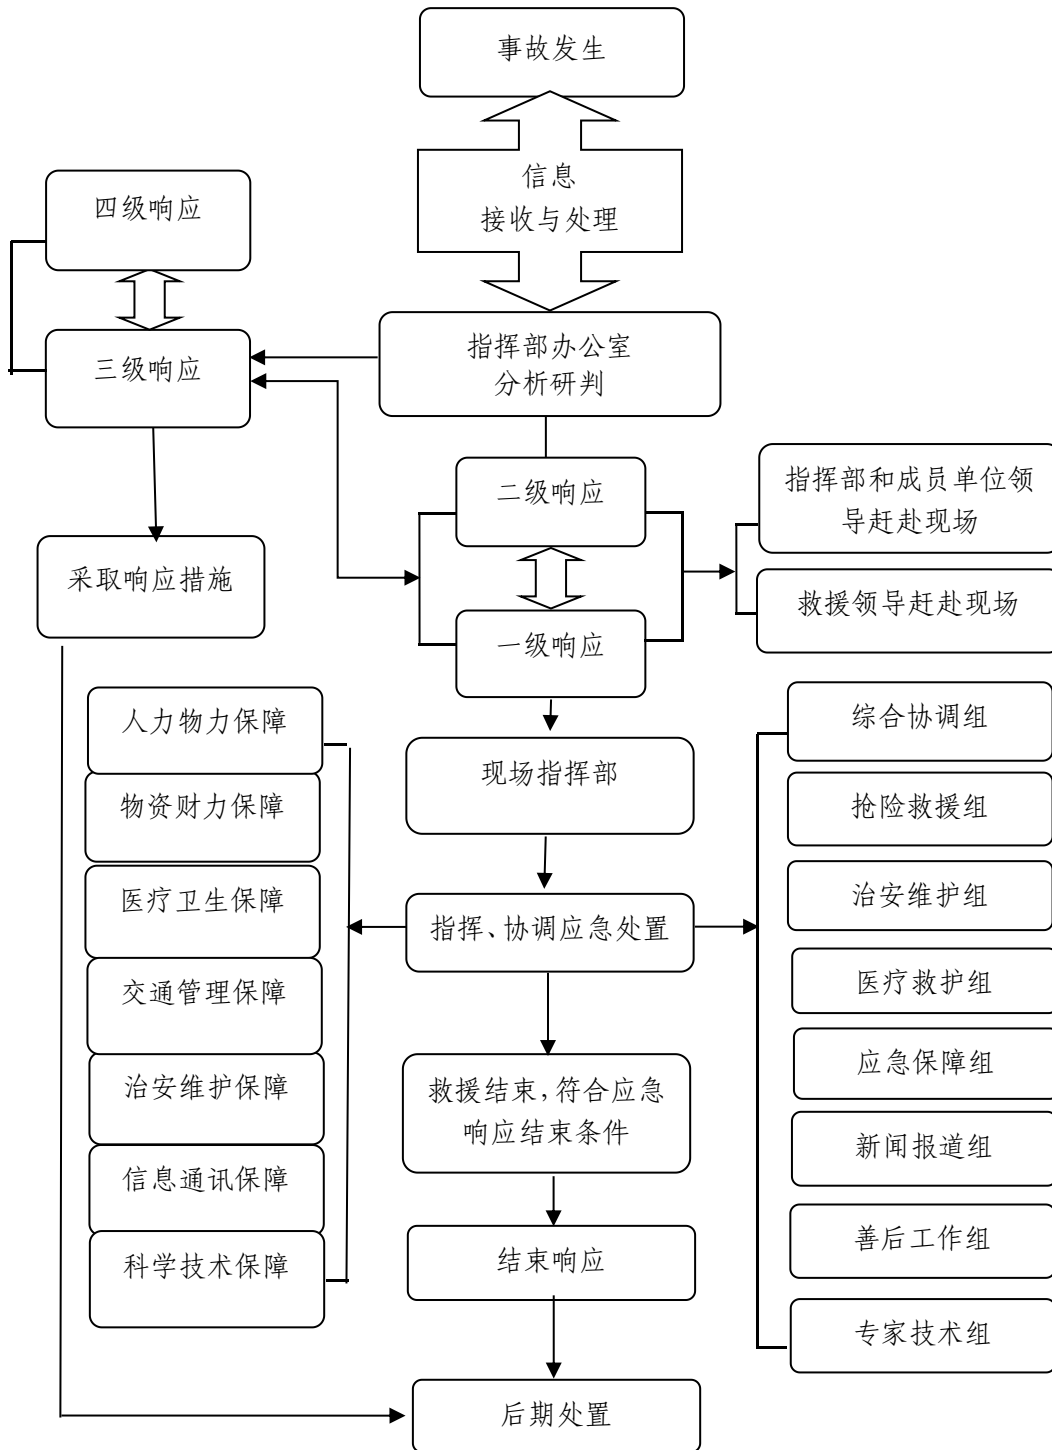 事故发生
信息
接收与处理
四级响应
三级响应
指挥部办公室
分析研判
二级响应
一级响应
指挥部和成员单位领
导赶赴现场
救援领导赶赴现场
采取响应措施
现场指挥部
指挥、协调应急处置
人力物力保障
物资财力保障
医疗卫生保障
交通管理保障
治安维护保障
信息通讯保障
科学技术保障
综合协调组
抢险救援组
治安维护组
医疗救护组
应急保障组
新闻报道组
善后工作组
专家技术组
救援结束,符合应急
响应结束条件
结束响应
后期处置